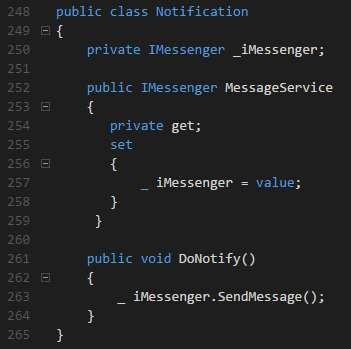 248 public class Notification
249 {
250 private IMessenger _iMessenger;
251
252 public IMessenger MessageService
253 {
254 private get;
255 set
256 {
257 _ iMessenger = value;
258 }
259 }
260
261 public void DoNotify()
262 {
263 _ iMessenger.SendMessage();
264 }
265 }